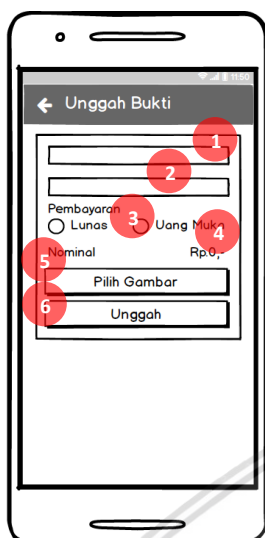 11:50
Unggah Bukti
1
2
Pembayaran
3
Lunas Uang Muka
4
5
Nominal Rp.0,-
Pilih Gambar
6
Unggah